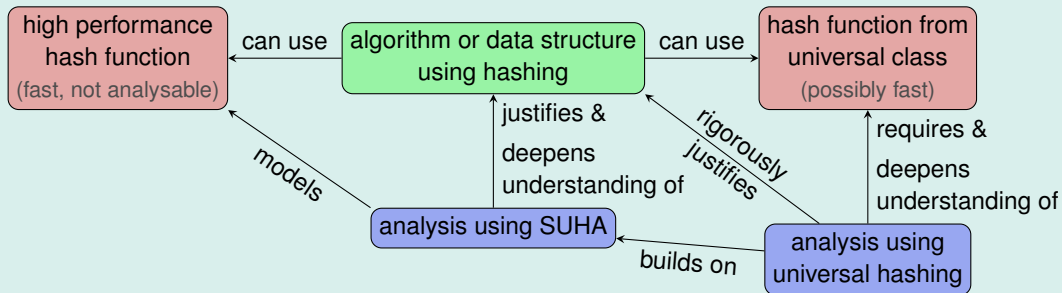 high performance
hash function
(fast, not analysable)
can use
algorithm or data structure
using hashing
can use
hash function from
universal class
(possibly fast)
models
justifies &
deepens
understanding of
rigorously
justifies
requires &
deepens
understanding of
analysis using SUHA
builds on
analysis using
universal hashing